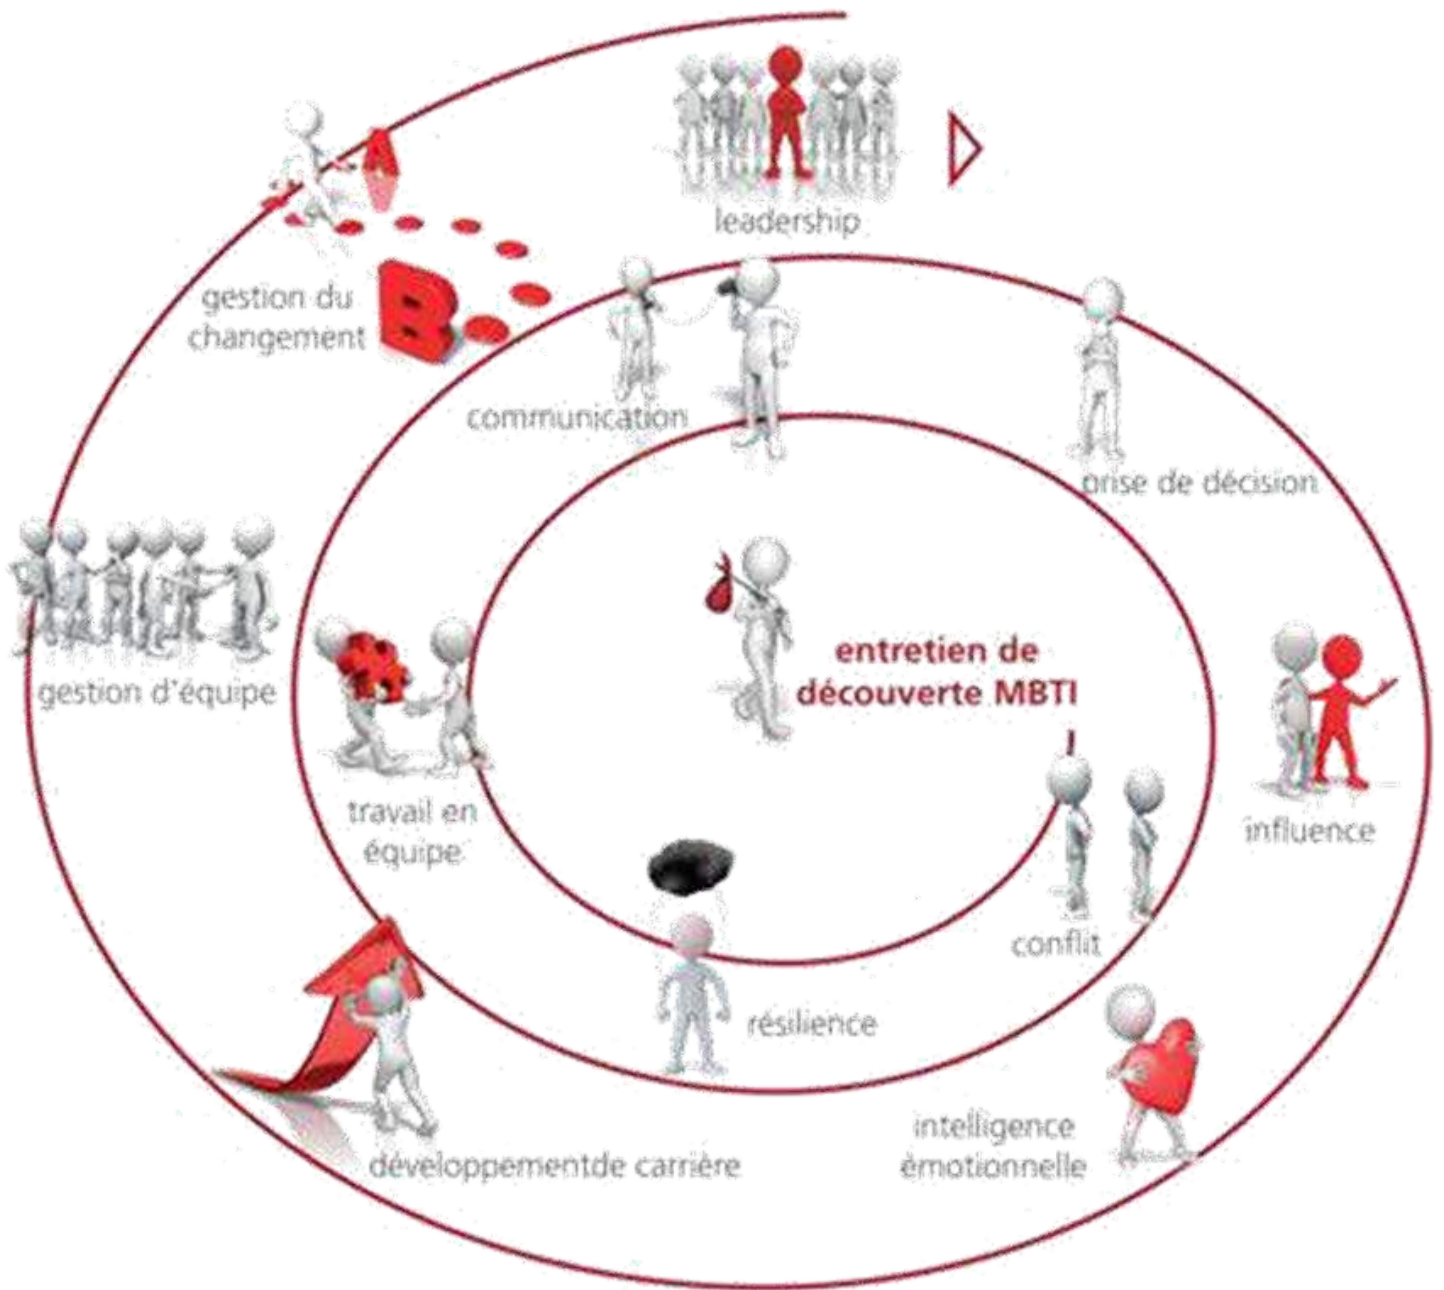 leadership
A
gestion du
changement
B
communication
prise de décision
entretien de
découverte MBTI
gestion d'équipe
travail en
équipe
influence
conflit
résilience
intelligence
émotionnelle
développementde carrière